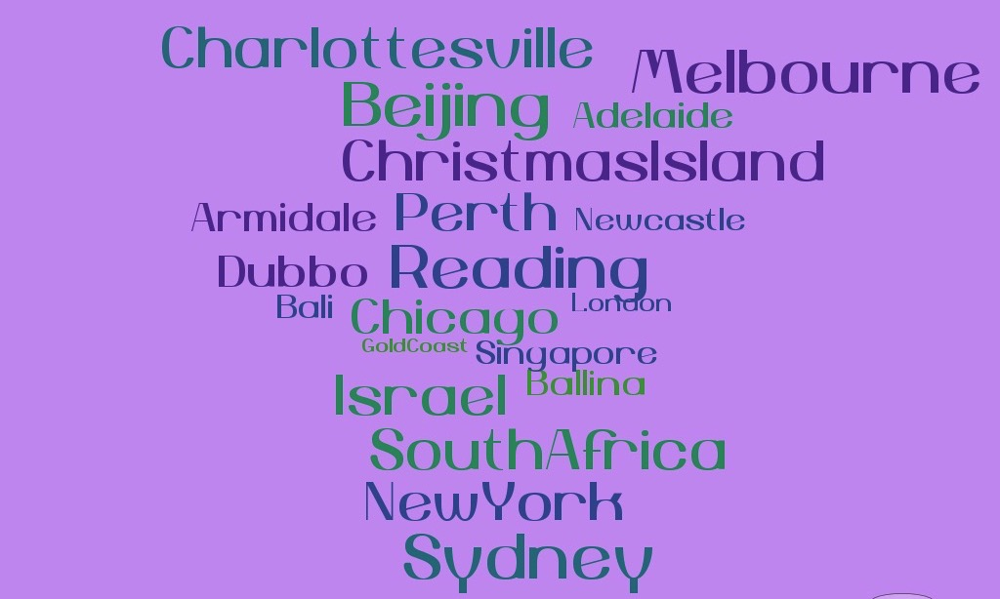 Charlottesville
Melbourne
Beijing
Adelaide
ChristmasIsland
Armidale
Perth
Newcastle
Dubbo
Reading
Bali
Chicago
London
GoldCoast
Singapore
Israel
Ballina
SouthAfrica
NewYork
Sydney